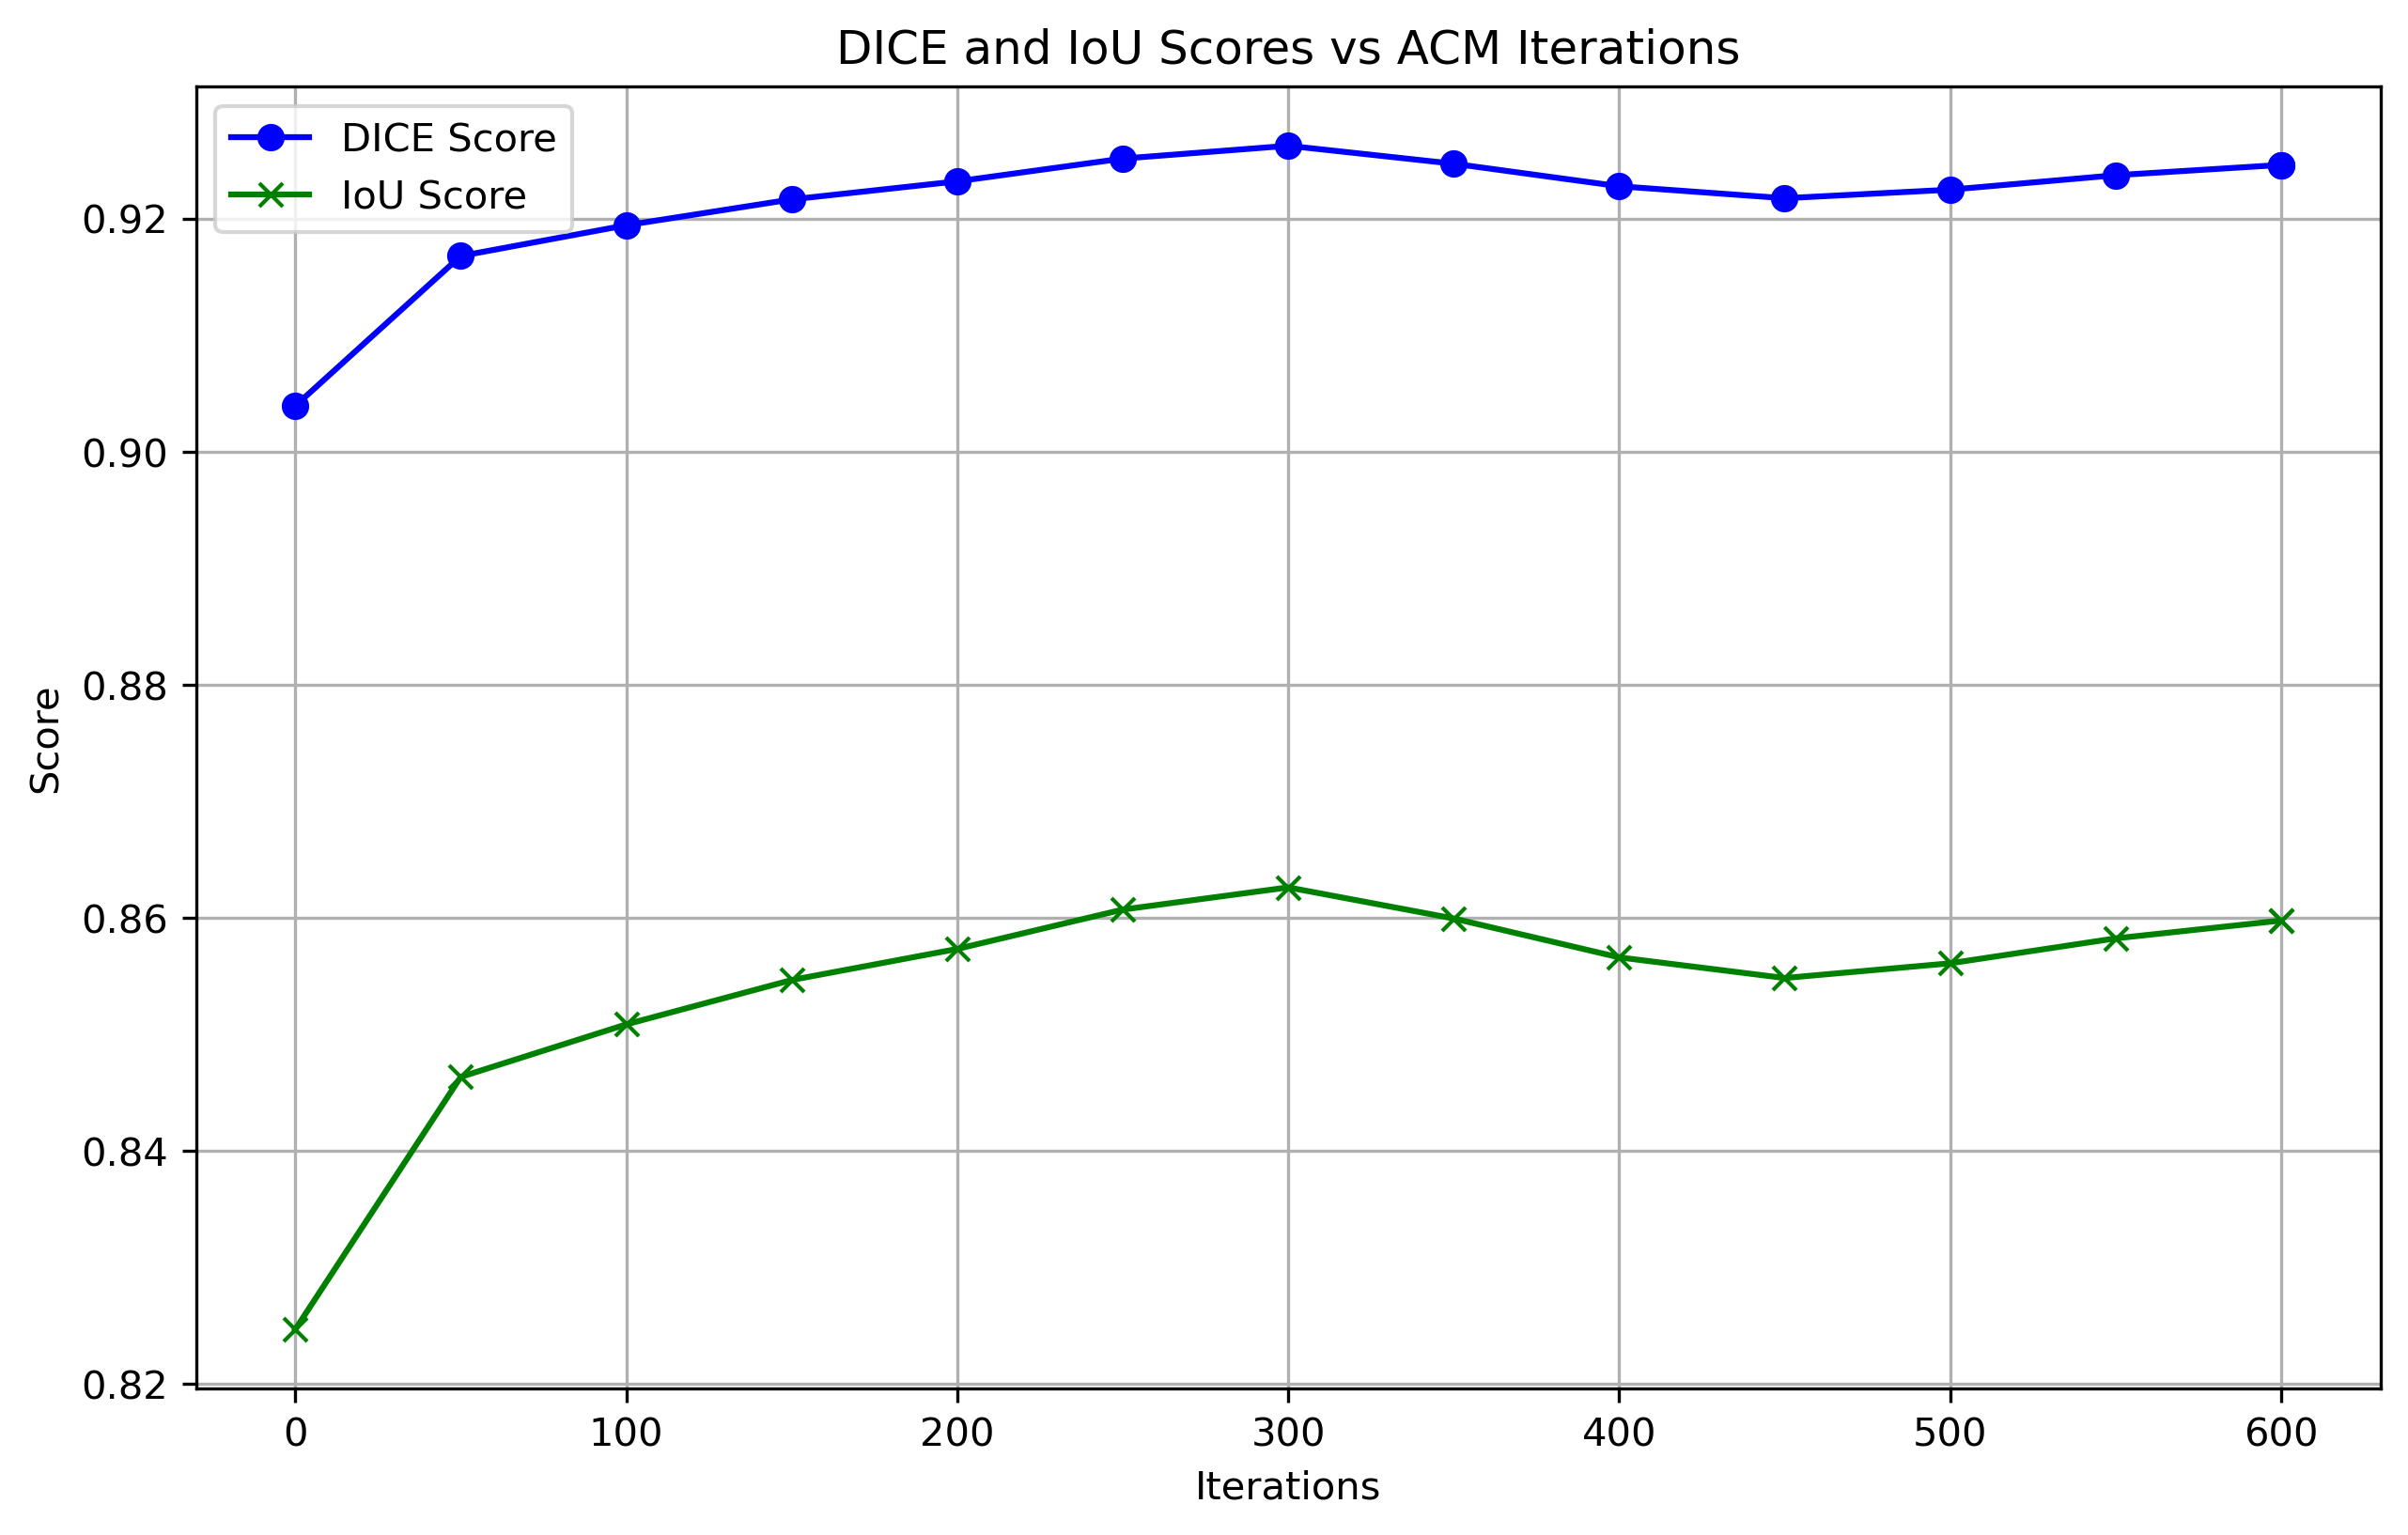 DICE and IoU Scores vs ACM Iterations
DICE Score
IoU Score
0.92
0.90
0.88
0.86
0.84
0.82
Score
0 100 200 300 400 500 600
Iterations